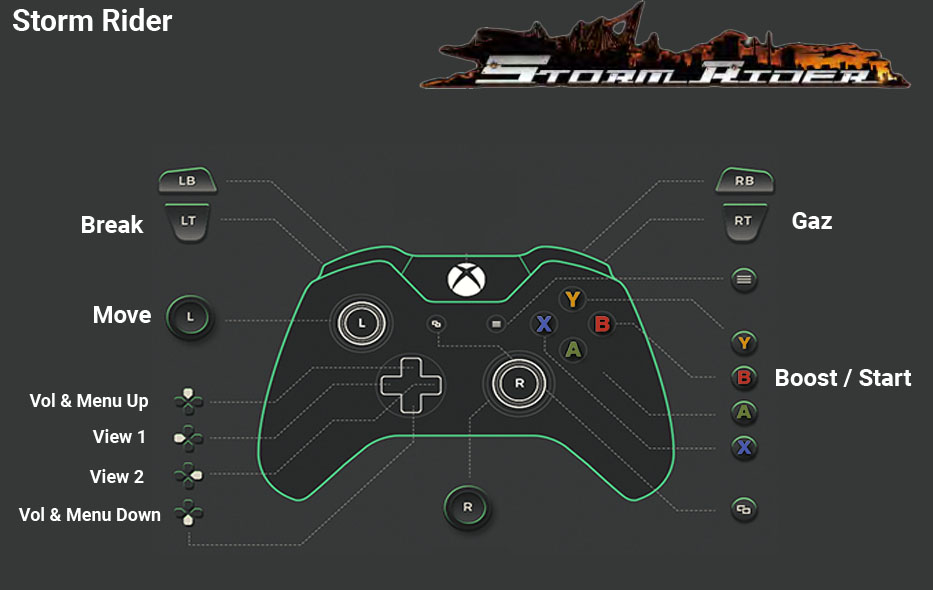 Storm Rider
STORM RIDER
LB
RB
Break
LT
RT
Gaz
Y
Move
L
L
X
B
A
Y
R
B
Boost / Start
Vol & Menu Up
A
View 1
X
View 2
Vol & Menu Down
R